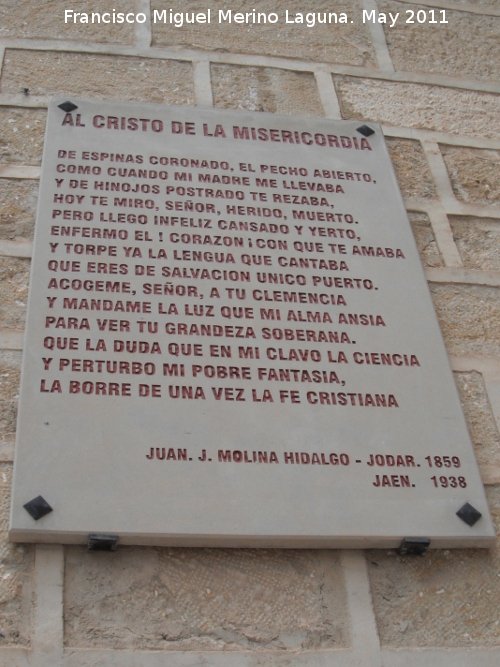 Francisco Miguel Merino Laguna. May 2011
AL CRISTO DE LA MISERICORDIA
DE ESPINAS CORONADO, EL PECHO ABIERTO,
COMO CUANDO MI MADRE ME LLEVABA
Y DE HINOJOS POSTRADO TE REZABA,
HOY TE MIRO, SEÑOR, HERIDO, MUERTO.
PERO LLEGO INFELIZ CANSADO Y YERTO,
ENFERMO EL ! CORAZON ¡ CON QUE TE AMABA
Y TORPE YA LA LENGUA QUE CANTABA
QUE ERES DE SALVACION UNICO PUERTO.
ACOGEME, SEÑOR, A TU CLEMENCIA
Y MANDAME LA LUZ QUE MI ALMA ANSIA
PARA VER TU GRANDEZA SOBERANA.
QUE LA DUDA QUE EN MI CLAVO LA CIENCIA
Y PERTURBO MI POBRE FANTASIA,
LA BORRE DE UNA VEZ LA FE CRISTIANA
JUAN. J. MOLINA HIDALGO - JODAR. 1859
JAEN. 1938